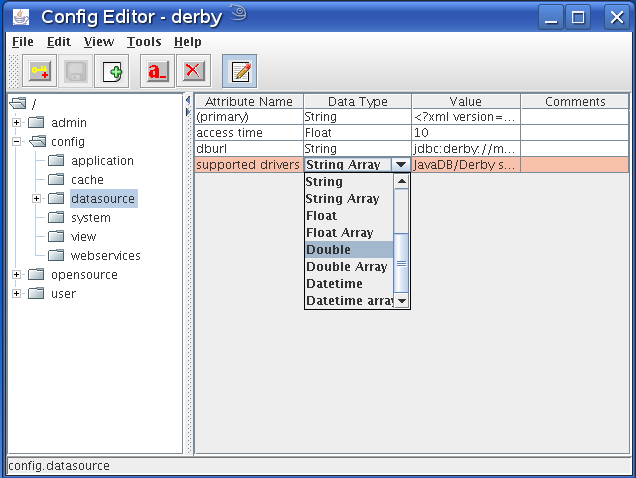 Config Editor - derby
File Edit View Tools Help
a_
/
admin
config
application
cache
datasource
system
view
webservices
opensource
user
Attribute Name Data Type Value Comments
(primary) String <?xml version=...
access time Float 10
dburl String jdbc:derby://m...
supported drivers String Array JavaDB/Derby s...
String
String Array
Float
Float Array
Double
Double Array
Datetime
Datetime array
config.datasource